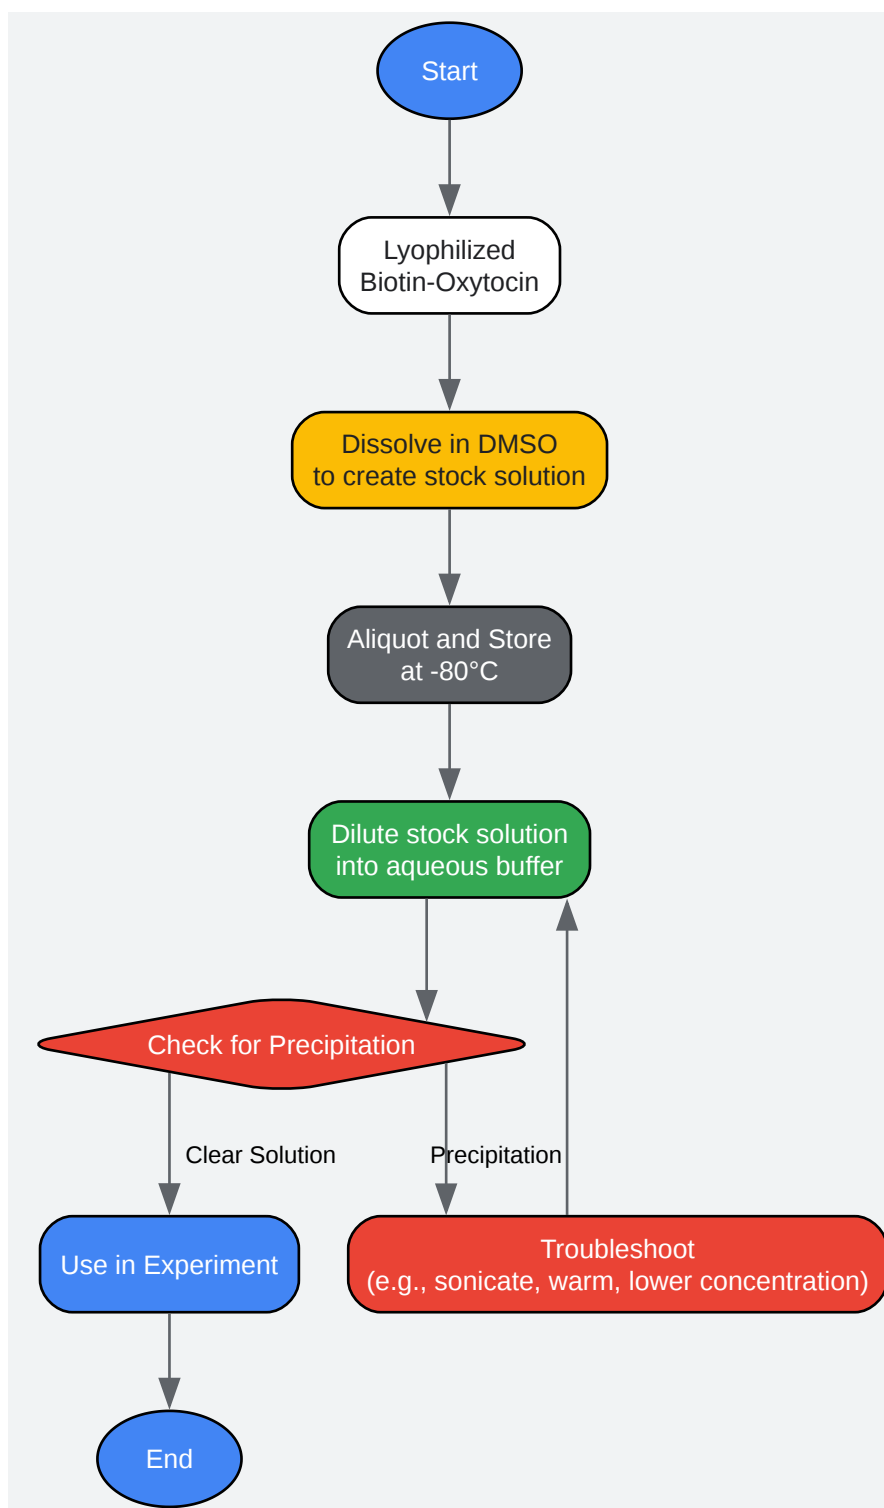 Start
Lyophilized
Biotin-Oxytocin
Dissolve in DMSO
to create stock solution
Aliquot and Store
at -80°C
Dilute stock solution
into aqueous buffer
Check for Precipitation
Clear Solution
Precipitation
Use in Experiment
Troubleshoot
(e.g., sonicate, warm, lower concentration)
End